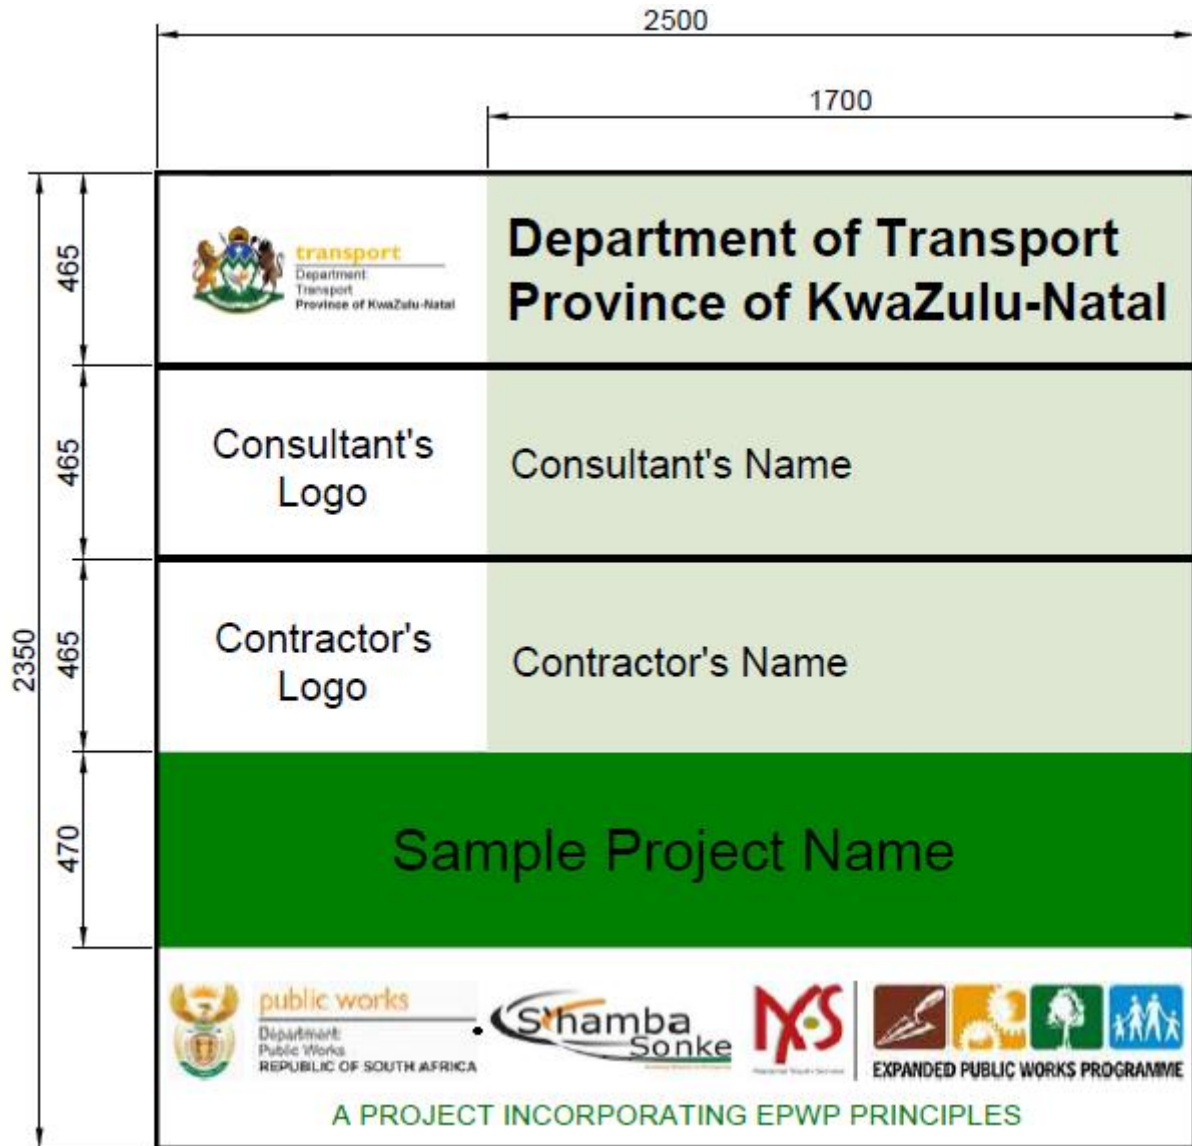 2500
1700
465
transport
Department:
Transport
Province of KwaZulu-Natal
Department of Transport
Province of KwaZulu-Natal
465
Consultant's
Logo
Consultant's Name
2350
465
Contractor's
Logo
Contractor's Name
470
Sample Project Name
public works
Department:
Public Works
REPUBLIC OF SOUTH AFRICA
S'hamba
Sonke
NYS
EXPANDED PUBLIC WORKS PROGRAMME
A PROJECT INCORPORATING EPWP PRINCIPLES